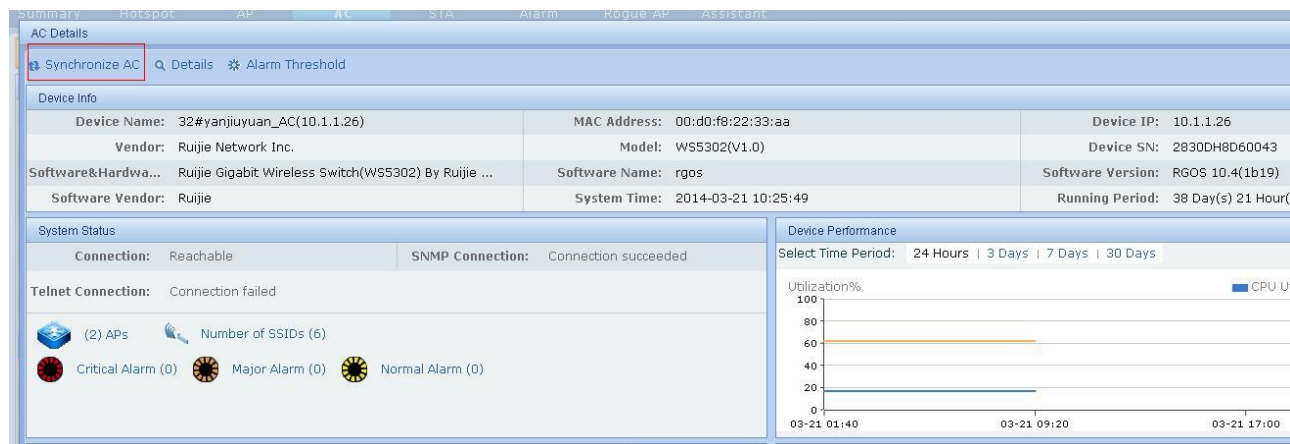 Summary Hotspot AP AC STA Alarm Rogue AP Assistant
AC Details
Synchronize AC Details Alarm Threshold
Device Info
Device Name: 32#yanjiuyuan_AC(10.1.1.26) MAC Address: 00:d0:f8:22:33:aa Device IP: 10.1.1.26
Vendor: Ruijie Network Inc. Model: WS5302(V1.0) Device SN: 2830DH8D60043
Software&Hardwa... Ruijie Gigabit Wireless Switch(WS5302) By Ruijie ... Software Name: rgos Software Version: RGOS 10.4(1b19)
Software Vendor: Ruijie System Time: 2014-03-21 10:25:49 Running Period: 38 Day(s) 21 Hour(
System Status Device Performance
Connection: Reachable SNMP Connection: Connection succeeded Select Time Period: 24 Hours | 3 Days | 7 Days | 30 Days
Telnet Connection: Connection failed
Utilization% CPU U
100
80
60
40
20
0
03-21 01:40 03-21 09:20 03-21 17:00
(2) APs Number of SSIDs (6)
Critical Alarm (0) Major Alarm (0) Normal Alarm (0)